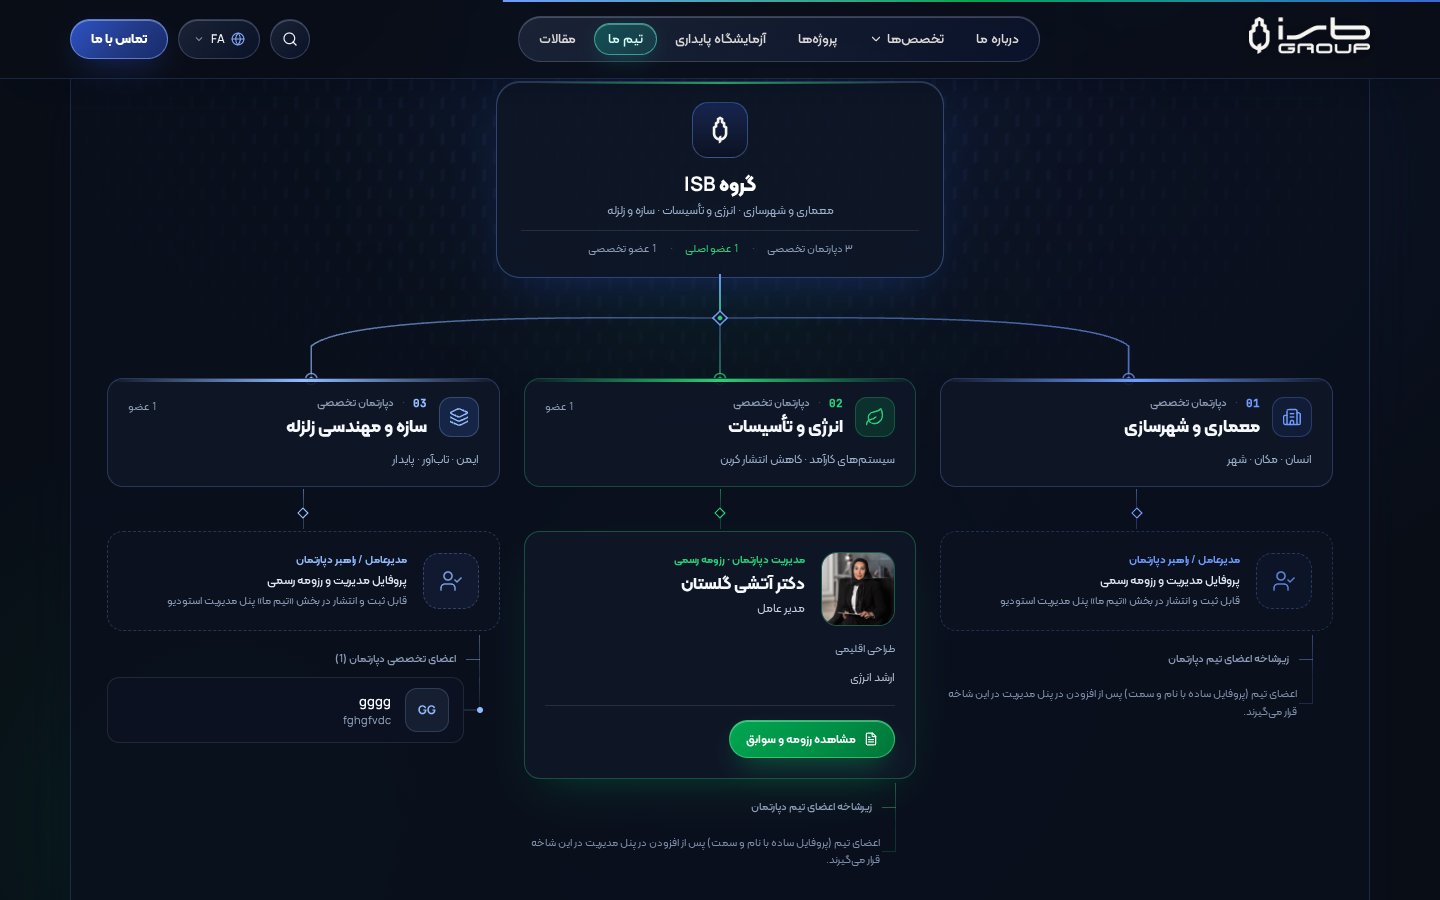 isb
GROUP
درباره ما
تخصص‌ها
پروژه‌ها
آزمایشگاه پایداری
تیم ما
مقالات
FA
تماس با ما
گروه ISB
معماری و شهرسازی · انرژی و تأسیسات · سازه و زلزله
۳ دپارتمان تخصصی · 1 عضو اصلی · 1 عضو تخصصی
01 · دپارتمان تخصصی
معماری و شهرسازی
انسان · مکان · شهر
مدیرعامل / راهبر دپارتمان
پروفایل مدیریت و رزومه رسمی
قابل ثبت و انتشار در بخش «تیم ما» پنل مدیریت استودیو
زیرشاخه اعضای تیم دپارتمان
اعضای تیم (پروفایل ساده با نام و سمت) پس از افزودن در پنل مدیریت در این شاخه
قرار می‌گیرند.
02 · دپارتمان تخصصی
1 عضو
انرژی و تأسیسات
سیستم‌های کارآمد · کاهش انتشار کربن
مدیریت دپارتمان · رزومه رسمی
دکتر آتشی گلستان
مدیر عامل
طراحی اقلیمی
ارشد انرژی
مشاهده رزومه و سوابق
زیرشاخه اعضای تیم دپارتمان
اعضای تیم (پروفایل ساده با نام و سمت) پس از افزودن در پنل مدیریت در این شاخه
قرار می‌گیرند.
03 · دپارتمان تخصصی
1 عضو
سازه و مهندسی زلزله
ایمن · تاب‌آور · پایدار
مدیرعامل / راهبر دپارتمان
پروفایل مدیریت و رزومه رسمی
قابل ثبت و انتشار در بخش «تیم ما» پنل مدیریت استودیو
اعضای تخصصی دپارتمان (1)
GG
gggg
fghgfvdc